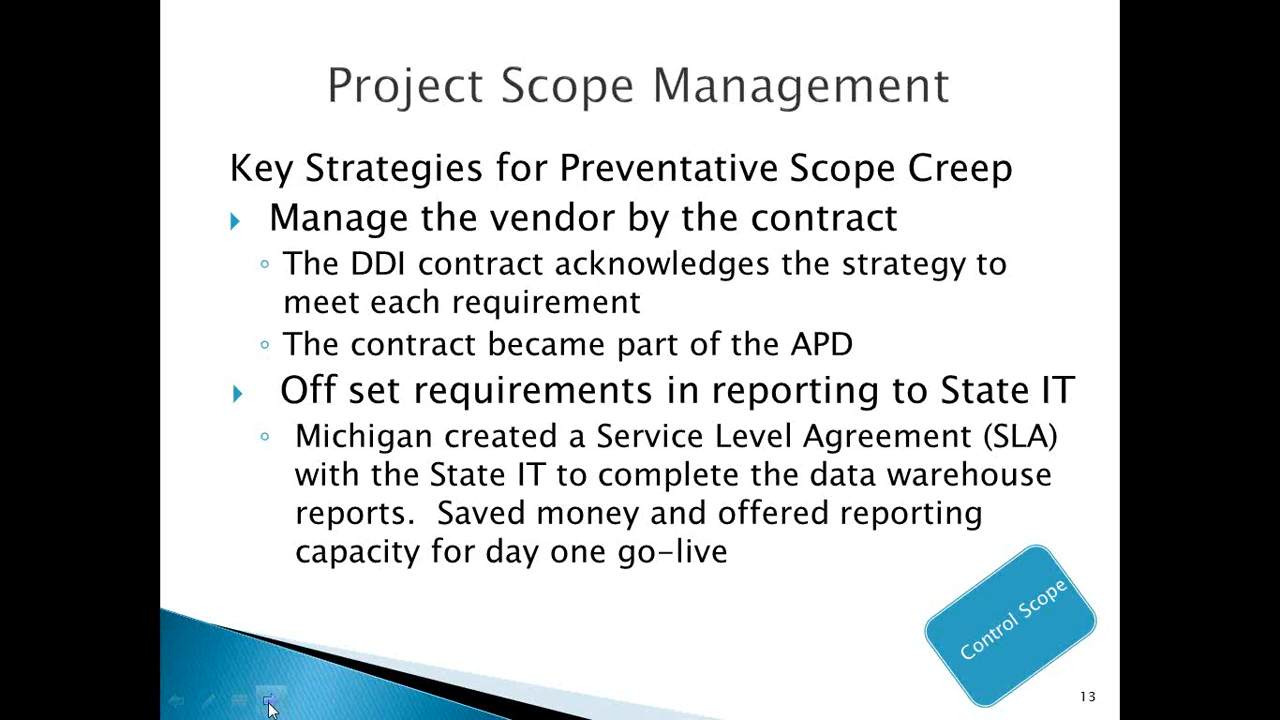 Project Scope Management
Key Strategies for Preventative Scope Creep
Manage the vendor by the contract
The DDI contract acknowledges the strategy to
meet each requirement
The contract became part of the APD
Off set requirements in reporting to State IT
Michigan created a Service Level Agreement (SLA)
with the State IT to complete the data warehouse
reports.  Saved money and offered reporting
capacity for day one go-live
Control Scope
13